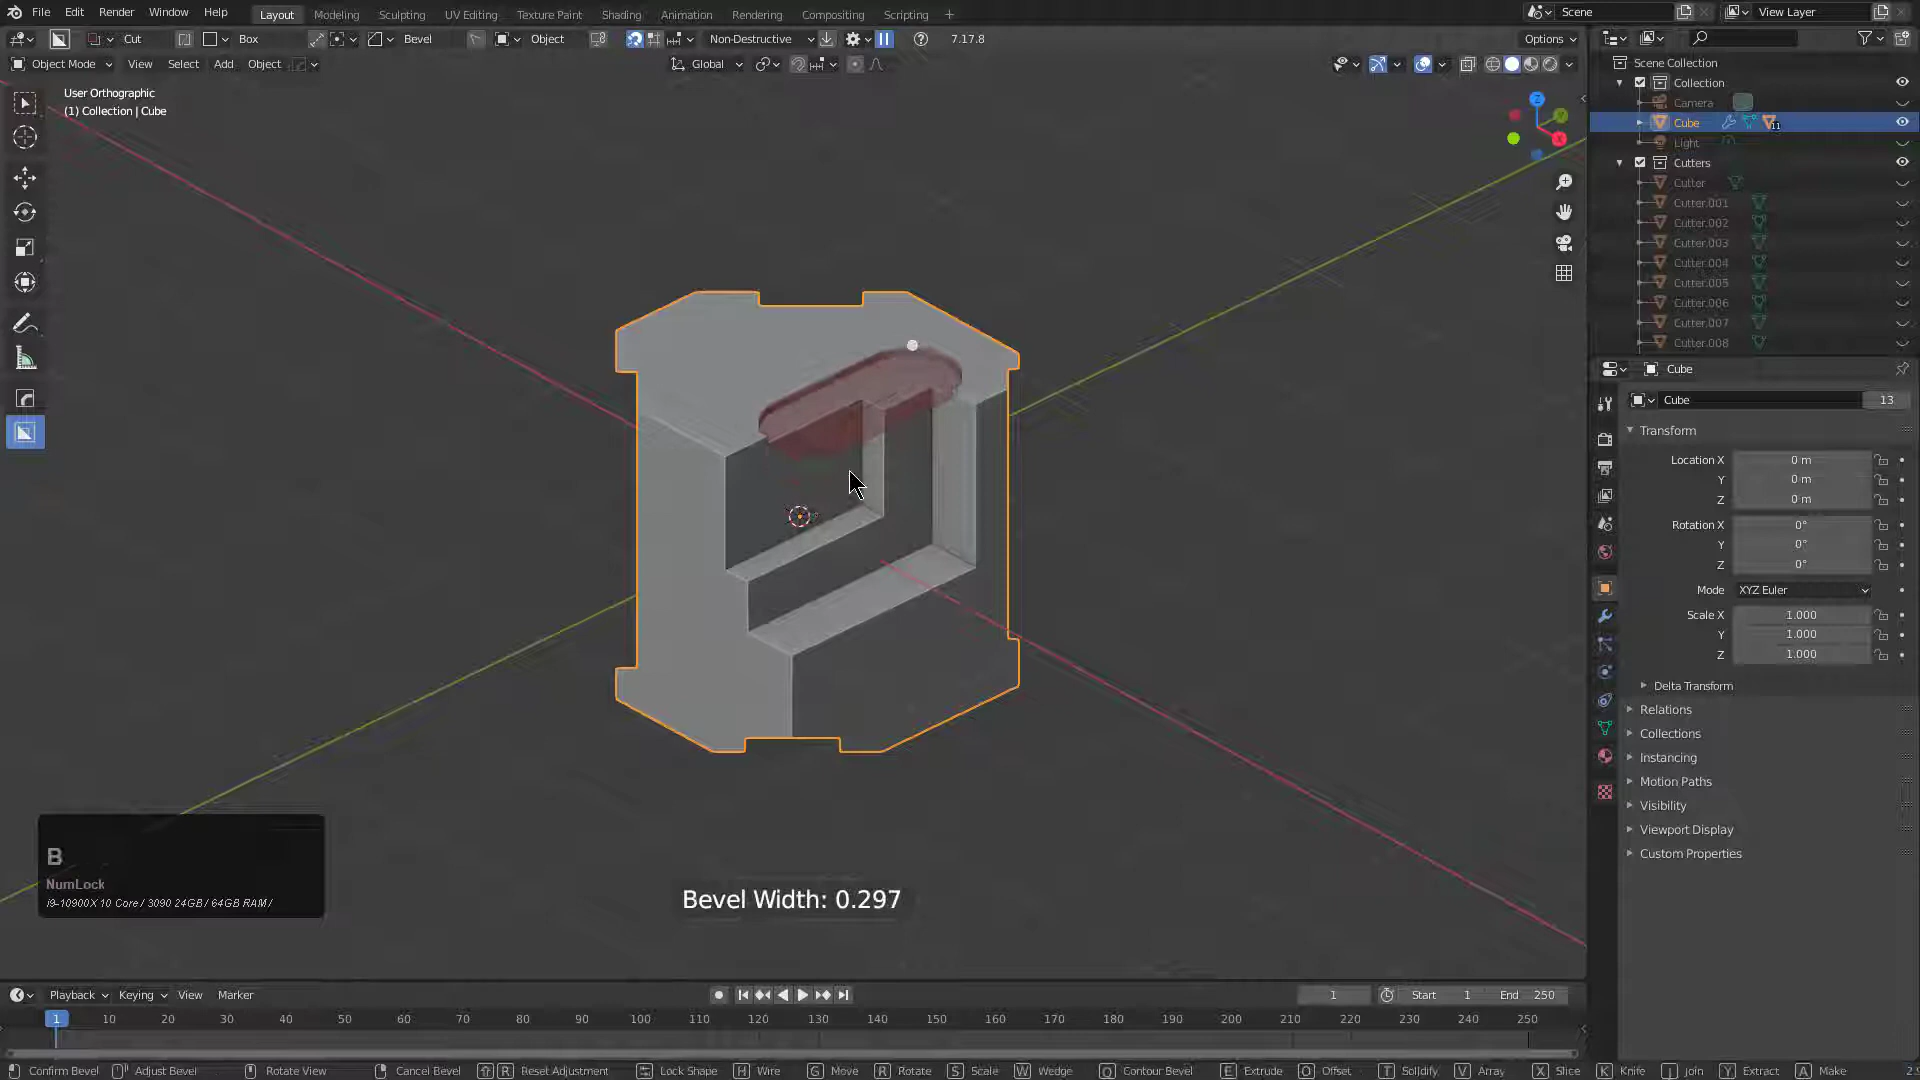 File Edit Render Window Help Layout Modeling Sculpting UV Editing Texture Paint Shading Animation Rendering Compositing Scripting + Scene View Layer
Cut Box Bevel Object Non-Destructive 7.17.8 Options
Object Mode View Select Add Object Global
User Orthographic
(1) Collection | Cube
Scene Collection
Collection
Camera
Cube 11
Light
Cutters
Cutter
Cutter.001
Cutter.002
Cutter.003
Cutter.004
Cutter.005
Cutter.006
Cutter.007
Cutter.008
Z
Y
X
Cube
Cube 13
Transform
Location X 0 m
Y 0 m
Z 0 m
Rotation X 0°
Y 0°
Z 0°
Mode XYZ Euler
Scale X 1.000
Y 1.000
Z 1.000
Delta Transform
Relations
Collections
Instancing
Motion Paths
Visibility
Viewport Display
Custom Properties
B
NumLock
i9-10900X 10 Core / 3090 24GB / 64GB RAM /
Bevel Width: 0.297
Playback Keying View Marker 1 Start 1 End 250
1 10 20 30 40 50 60 70 80 90 100 110 120 130 140 150 160 170 180 190 200 210 220 230 240 250
Confirm Bevel Adjust Bevel Rotate View Cancel Bevel R Reset Adjustment Lock Shape H Wire G Move R Rotate S Scale W Wedge Q Contour Bevel E Extrude O Offset T Solidify V Array X Slice K Knife J Join Y Extract A Make